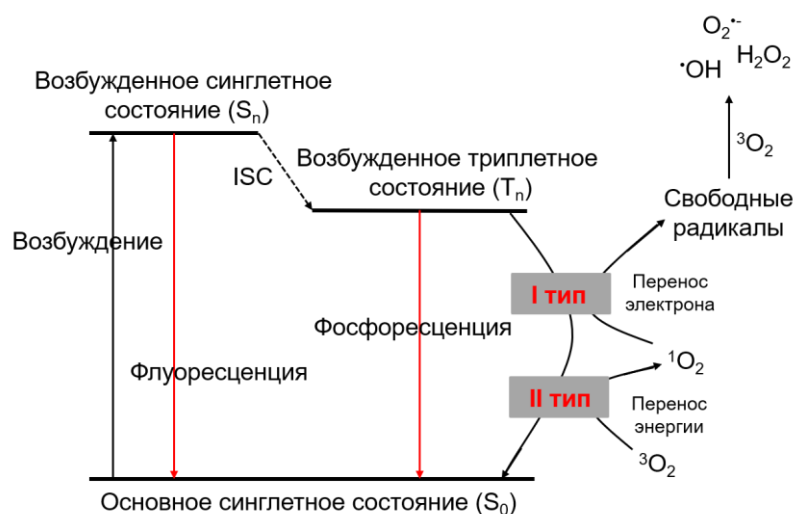 O₂•-
•OH H₂O₂
Возбужденное синглетное
состояние (Sₙ)
ISC
Возбужденное триплетное
состояние (Tₙ)
³O₂
Свободные
радикалы
Возбуждение
I тип
Перенос
электрона
Фосфоресценция
Флуоресценция
¹O₂
II тип
Перенос
энергии
³O₂
Основное синглетное состояние (S₀)